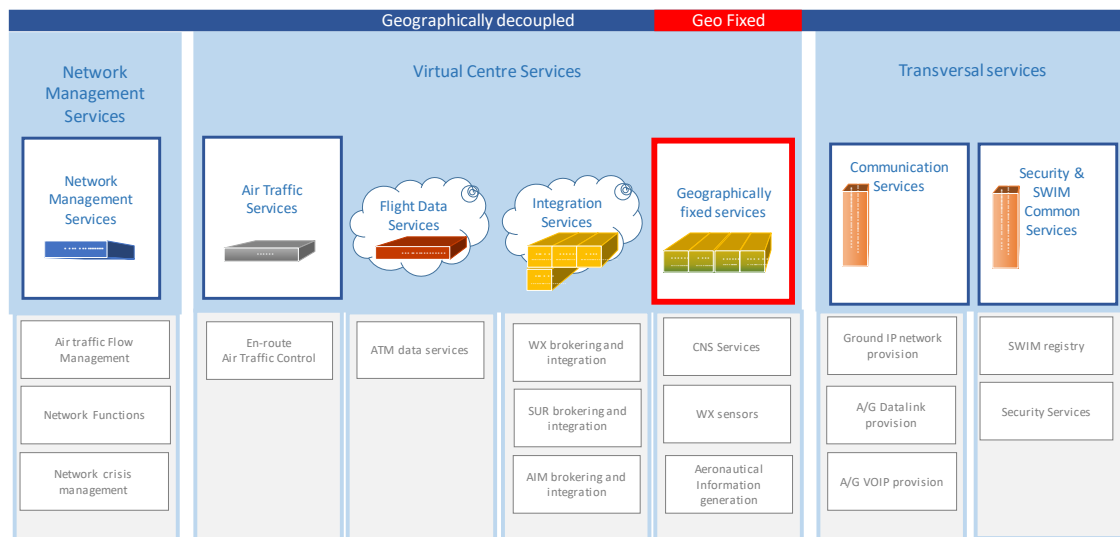 Geographically decoupled
Geo Fixed
Network
Management
Services
Virtual Centre Services
Transversal services
Network
Management
Services
Air Traffic
Services
Flight Data
Services
Integration
Services
Geographically
fixed services
Communication
Services
Security &
SWIM
Common
Services
Air traffic Flow
Management
Network Functions
Network crisis
management
En-route
Air Traffic Control
ATM data services
WX brokering and
integration
SUR brokering and
integration
AIM brokering and
integration
CNS Services
WX sensors
Aeronautical
Information
generation
Ground IP network
provision
A/G Datalink
provision
A/G VOIP provision
SWIM registry
Security Services